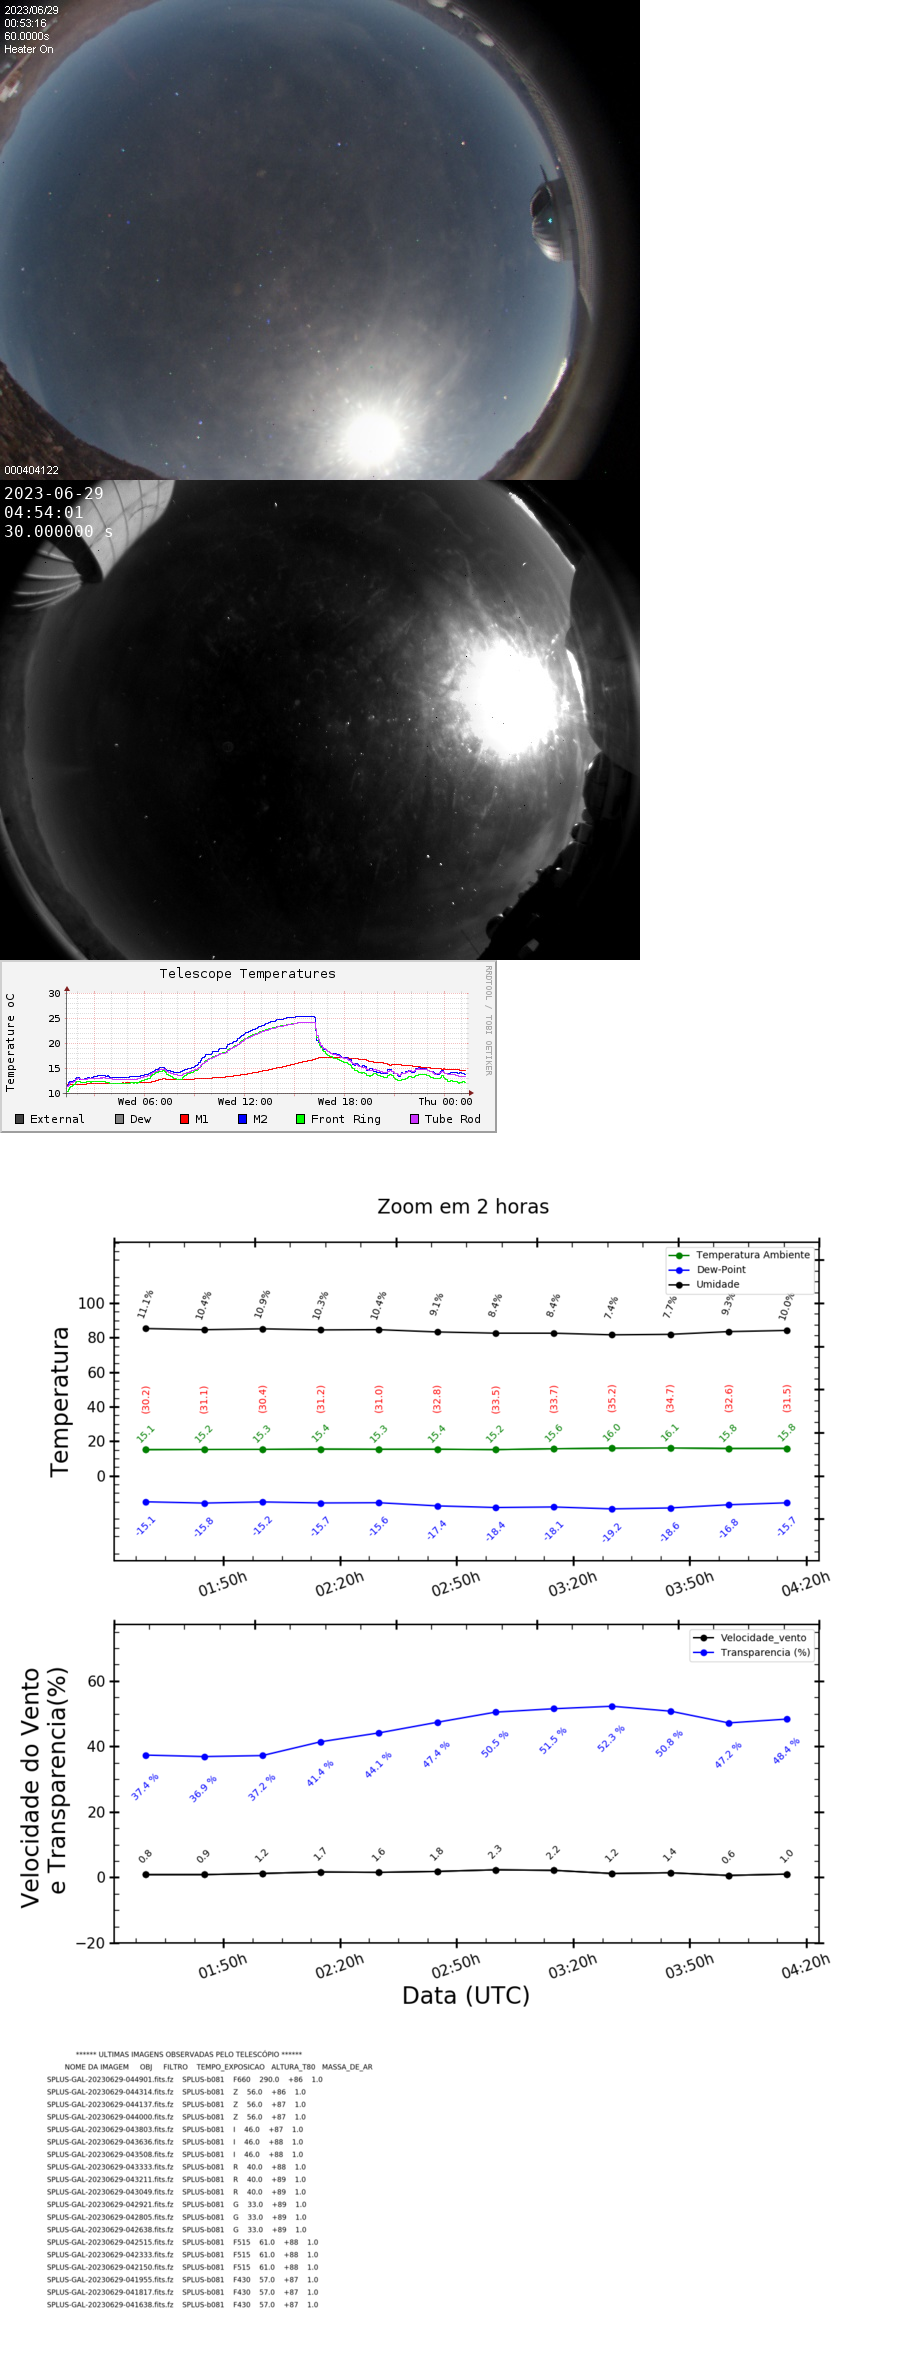 2023/06/29
00:53:16
60.0000s
Heater On
000404122
2023-06-29
04:54:01
30.000000 s
Telescope Temperatures
RRDTOOL / TOBI OETIKER
Temperature oC
30
25
20
15
10
Wed 06:00 Wed 12:00 Wed 18:00 Thu 00:00
External Dew M1 M2 Front Ring Tube Rod
Zoom em 2 horas
Temperatura Ambiente
Dew-Point
Umidade
Temperatura
100
80
60
40
20
0
11.1% 10.4% 10.9% 10.3% 10.4% 9.1% 8.4% 8.4% 7.4% 7.7% 9.3% 10.0%
(30.2) (31.1) (30.4) (31.2) (31.0) (32.8) (33.5) (33.7) (35.2) (34.7) (32.6) (31.5)
15.1 15.2 15.3 15.4 15.3 15.4 15.2 15.6 16.0 16.1 15.8 15.8
-15.1 -15.8 -15.2 -15.7 -15.6 -17.4 -18.4 -18.1 -19.2 -18.6 -16.8 -15.7
01:50h 02:20h 02:50h 03:20h 03:50h 04:20h
Velocidade_vento
Transparencia (%)
Velocidade do Vento
e Transparencia(%)
60
40
20
0
−20
37.4 % 36.9 % 37.2 % 41.4 % 44.1 % 47.4 % 50.5 % 51.5 % 52.3 % 50.8 % 47.2 % 48.4 %
0.8 0.9 1.2 1.7 1.6 1.8 2.3 2.2 1.2 1.4 0.6 1.0
01:50h 02:20h 02:50h 03:20h 03:50h 04:20h
Data (UTC)
****** ULTIMAS IMAGENS OBSERVADAS PELO TELESCÓPIO ******
NOME DA IMAGEM OBJ FILTRO TEMPO_EXPOSICAO ALTURA_T80 MASSA_DE_AR
SPLUS-GAL-20230629-044901.fits.fz SPLUS-b081 F660 290.0 +86 1.0
SPLUS-GAL-20230629-044314.fits.fz SPLUS-b081 Z 56.0 +86 1.0
SPLUS-GAL-20230629-044137.fits.fz SPLUS-b081 Z 56.0 +87 1.0
SPLUS-GAL-20230629-044000.fits.fz SPLUS-b081 Z 56.0 +87 1.0
SPLUS-GAL-20230629-043803.fits.fz SPLUS-b081 I 46.0 +87 1.0
SPLUS-GAL-20230629-043636.fits.fz SPLUS-b081 I 46.0 +88 1.0
SPLUS-GAL-20230629-043508.fits.fz SPLUS-b081 I 46.0 +88 1.0
SPLUS-GAL-20230629-043333.fits.fz SPLUS-b081 R 40.0 +88 1.0
SPLUS-GAL-20230629-043211.fits.fz SPLUS-b081 R 40.0 +89 1.0
SPLUS-GAL-20230629-043049.fits.fz SPLUS-b081 R 40.0 +89 1.0
SPLUS-GAL-20230629-042921.fits.fz SPLUS-b081 G 33.0 +89 1.0
SPLUS-GAL-20230629-042805.fits.fz SPLUS-b081 G 33.0 +89 1.0
SPLUS-GAL-20230629-042638.fits.fz SPLUS-b081 G 33.0 +89 1.0
SPLUS-GAL-20230629-042515.fits.fz SPLUS-b081 F515 61.0 +88 1.0
SPLUS-GAL-20230629-042333.fits.fz SPLUS-b081 F515 61.0 +88 1.0
SPLUS-GAL-20230629-042150.fits.fz SPLUS-b081 F515 61.0 +88 1.0
SPLUS-GAL-20230629-041955.fits.fz SPLUS-b081 F430 57.0 +87 1.0
SPLUS-GAL-20230629-041817.fits.fz SPLUS-b081 F430 57.0 +87 1.0
SPLUS-GAL-20230629-041638.fits.fz SPLUS-b081 F430 57.0 +87 1.0